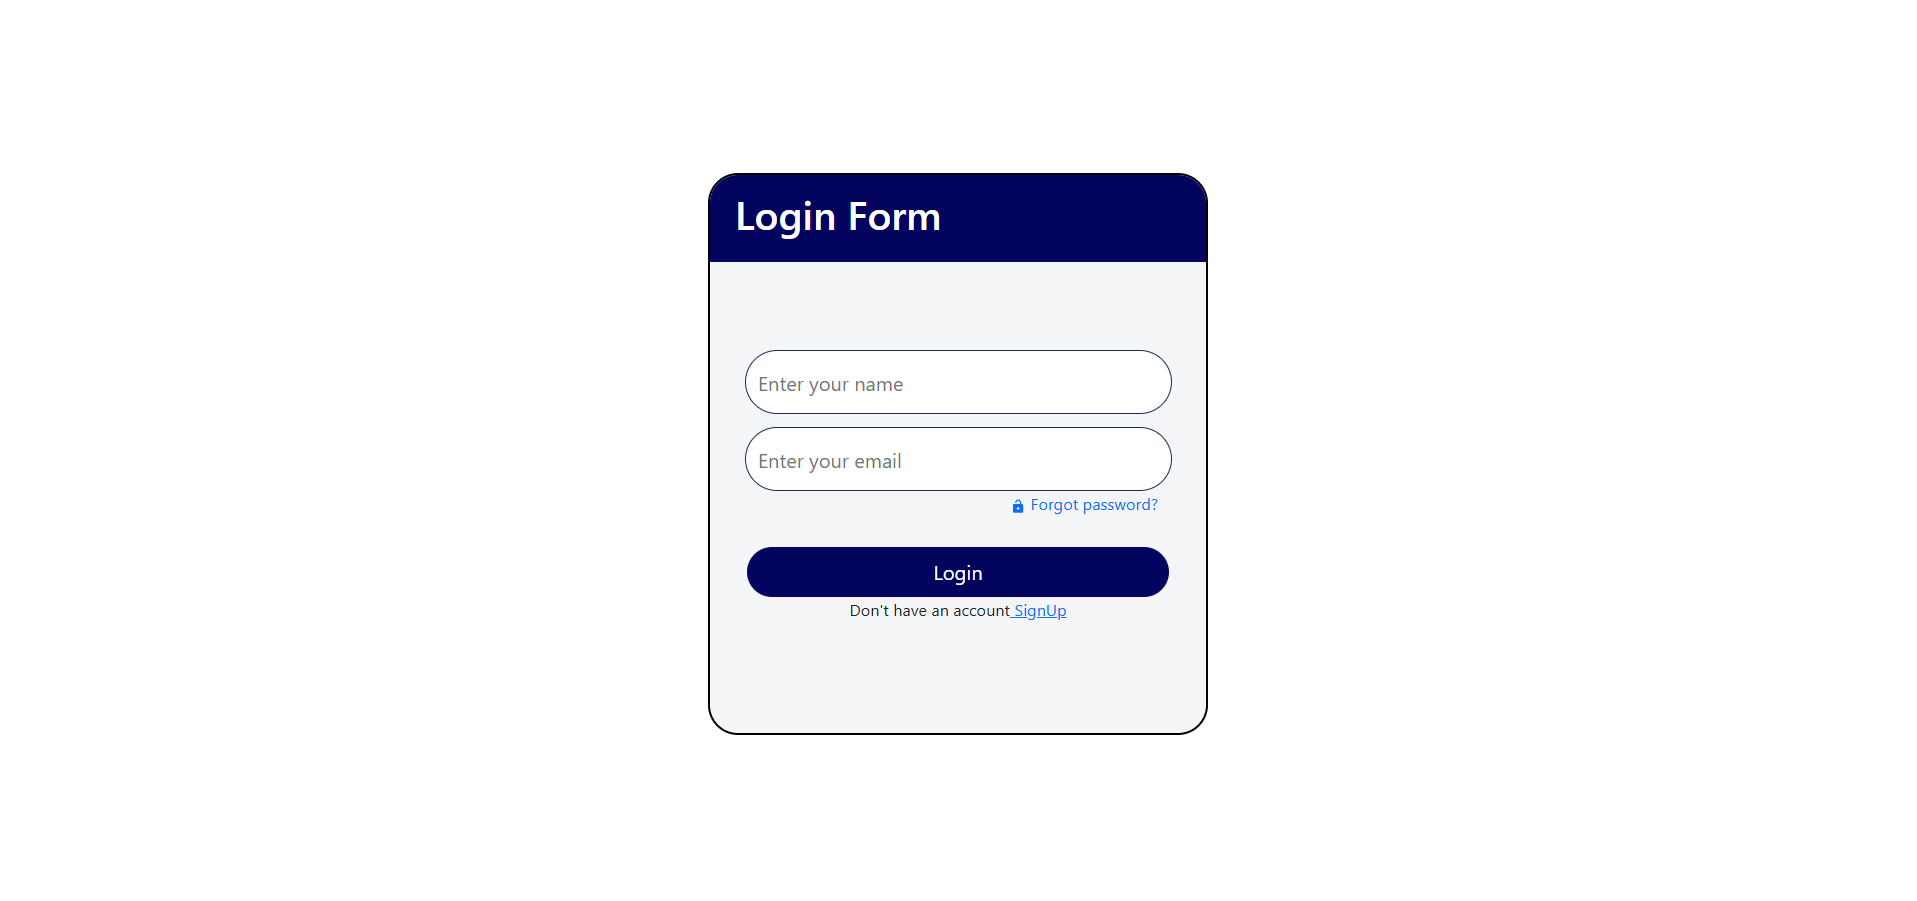 Login Form
Enter your name
Enter your email
Forgot password?
Login
Don't have an account SignUp